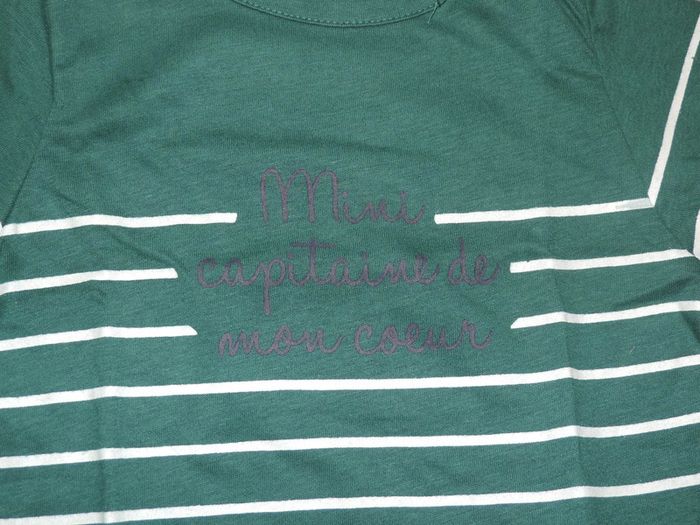 Mini
capitaine de
mon coeur